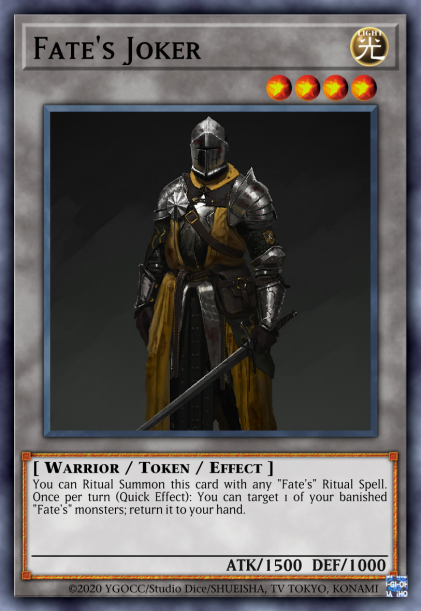 FATE'S JOKER
LIGHT
光
[ WARRIOR / TOKEN / EFFECT ]
You can Ritual Summon this card with any "Fate's" Ritual Spell.
Once per turn (Quick Effect): You can target 1 of your banished
"Fate's" monsters; return it to your hand.
ATK/1500 DEF/1000
©2020 YGOCC/Studio Dice/SHUEISHA, TV TOKYO, KONAMI